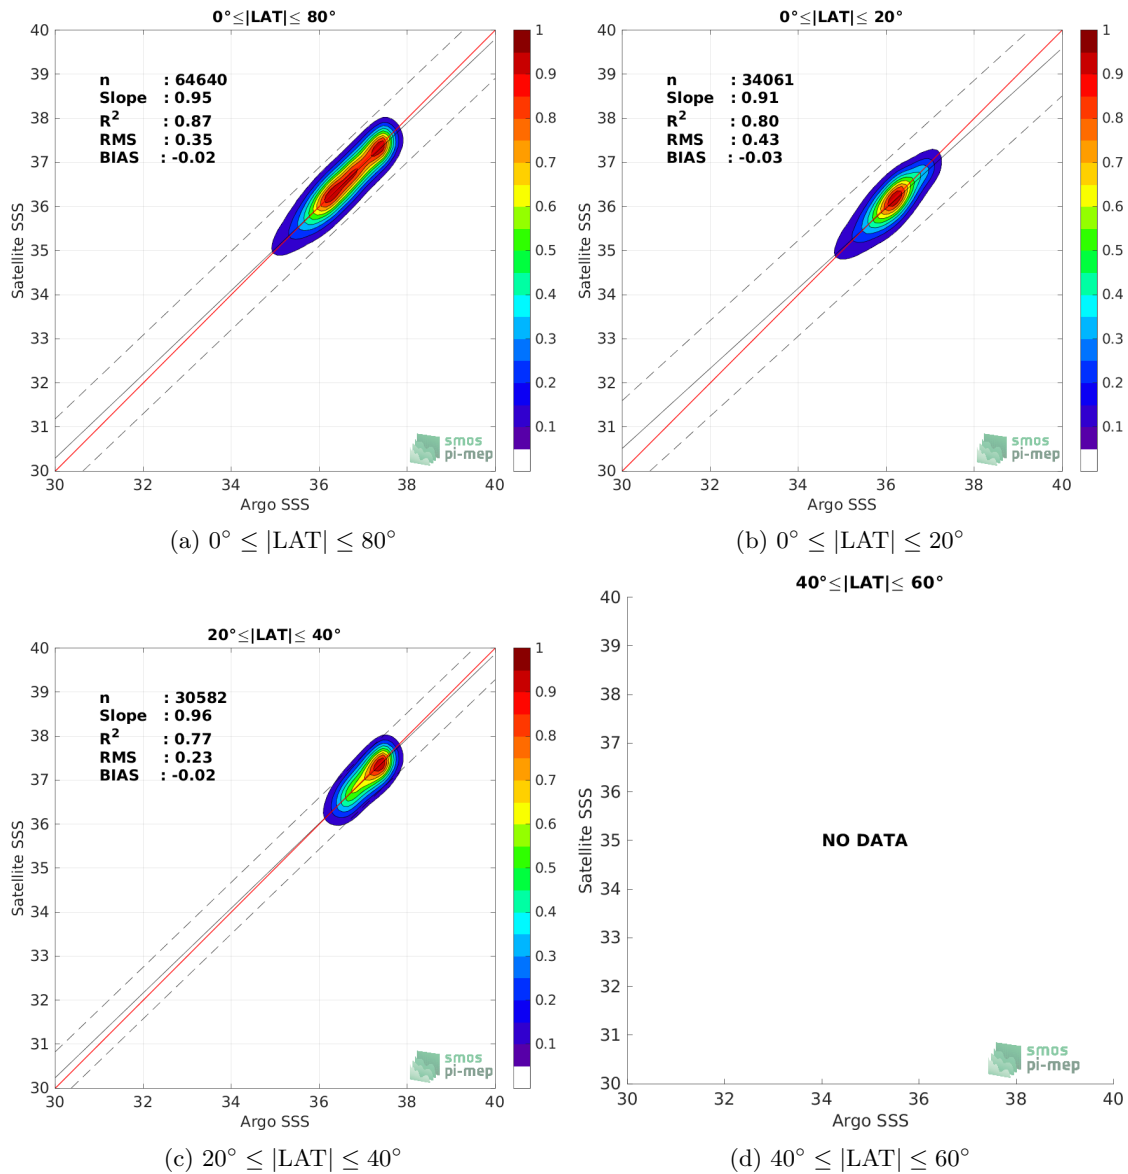 0°≤|LAT|≤ 80°
40
39
38
37
36
35
34
33
32
31
30
30 32 34 36 38 40
Satellite SSS
Argo SSS
n : 64640
Slope : 0.95
R² : 0.87
RMS : 0.35
BIAS : -0.02
1
0.9
0.8
0.7
0.6
0.5
0.4
0.3
0.2
0.1
smos
pi-mep
(a) 0° ≤ |LAT| ≤ 80°
0°≤|LAT|≤ 20°
40
39
38
37
36
35
34
33
32
31
30
30 32 34 36 38 40
Satellite SSS
Argo SSS
n : 34061
Slope : 0.91
R² : 0.80
RMS : 0.43
BIAS : -0.03
1
0.9
0.8
0.7
0.6
0.5
0.4
0.3
0.2
0.1
smos
pi-mep
(b) 0° ≤ |LAT| ≤ 20°
20°≤|LAT|≤ 40°
40
39
38
37
36
35
34
33
32
31
30
30 32 34 36 38 40
Satellite SSS
Argo SSS
n : 30582
Slope : 0.96
R² : 0.77
RMS : 0.23
BIAS : -0.02
1
0.9
0.8
0.7
0.6
0.5
0.4
0.3
0.2
0.1
smos
pi-mep
(c) 20° ≤ |LAT| ≤ 40°
40°≤|LAT|≤ 60°
40
39
38
37
36
35
34
33
32
31
30
30 32 34 36 38 40
Satellite SSS
Argo SSS
NO DATA
smos
pi-mep
(d) 40° ≤ |LAT| ≤ 60°